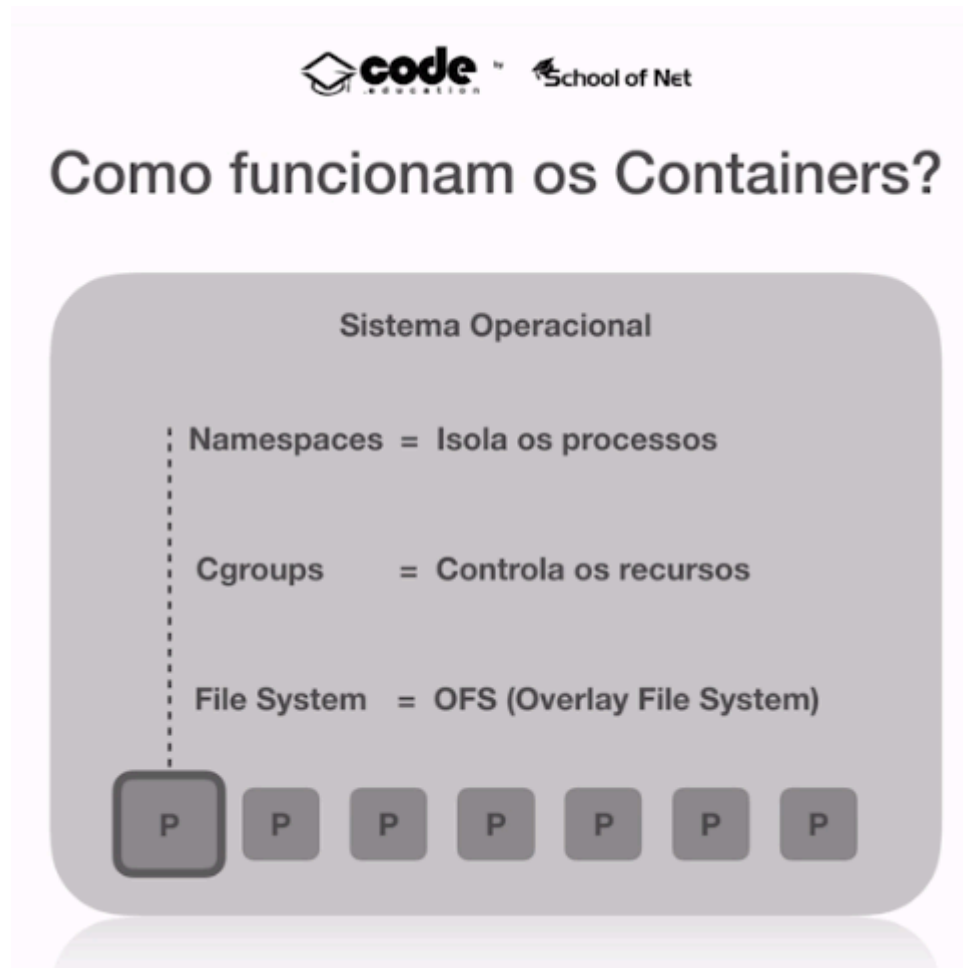 code by School of Net
.education
Como funcionam os Containers?
Sistema Operacional
Namespaces = Isola os processos
Cgroups = Controla os recursos
File System = OFS (Overlay File System)
P P P P P P P